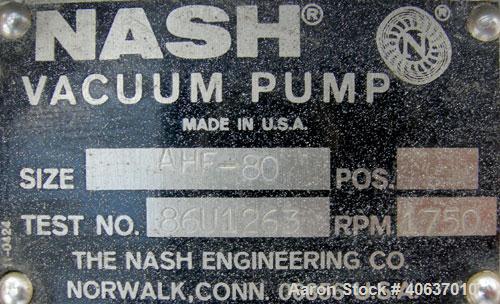 NASH®
N ®
VACUUM PUMP
MADE IN U.S.A.
SIZE AHF-80 POS.
TEST NO. 86U1263 RPM 1750
THE NASH ENGINEERING CO.
NORWALK, CONN.
Aaron Stock # 40637010